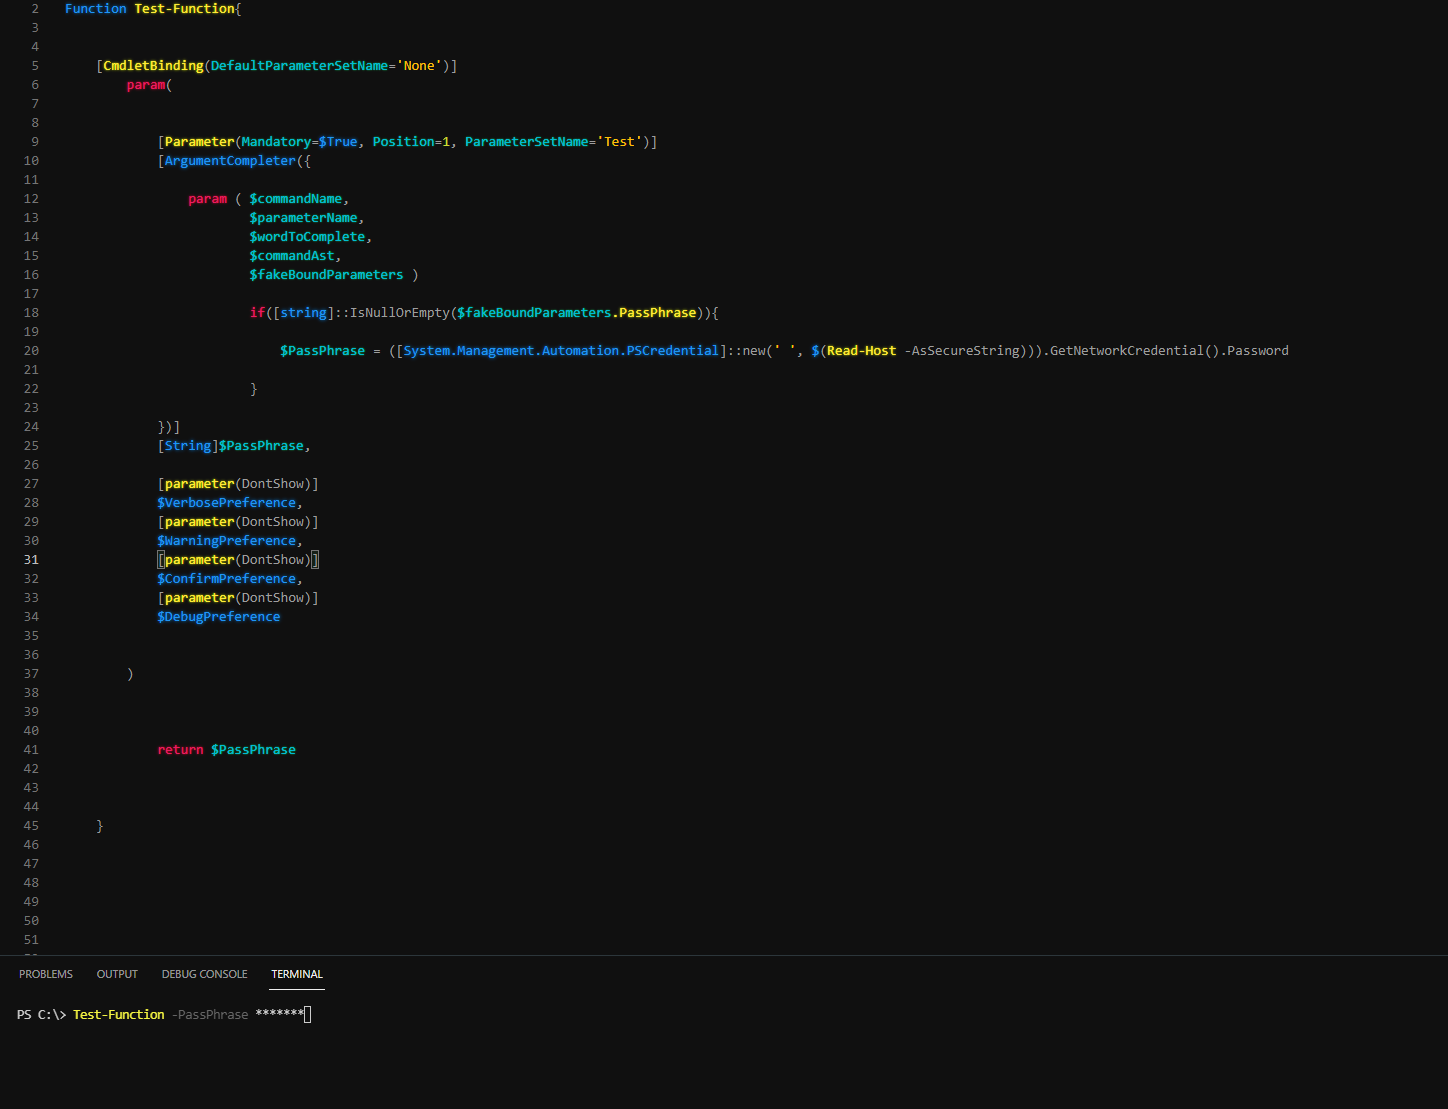 2 Function Test-Function{
3
4
5 [CmdletBinding(DefaultParameterSetName='None')]
6 param(
7
8
9 [Parameter(Mandatory=$True, Position=1, ParameterSetName='Test')]
10 [ArgumentCompleter({
11
12 param ( $commandName,
13 $parameterName,
14 $wordToComplete,
15 $commandAst,
16 $fakeBoundParameters )
17
18 if([string]::IsNullOrEmpty($fakeBoundParameters.PassPhrase)){
19
20 $PassPhrase = ([System.Management.Automation.PSCredential]::new(' ', $(Read-Host -AsSecureString))).GetNetworkCredential().Password
21
22 }
23
24 })]
25 [String]$PassPhrase,
26
27 [parameter(DontShow)]
28 $VerbosePreference,
29 [parameter(DontShow)]
30 $WarningPreference,
31 [parameter(DontShow)]
32 $ConfirmPreference,
33 [parameter(DontShow)]
34 $DebugPreference
35
36
37 )
38
39
40
41 return $PassPhrase
42
43
44
45 }
46
47
48
49
50
51
PROBLEMS OUTPUT DEBUG CONSOLE TERMINAL
PS C:\> Test-Function -PassPhrase *******